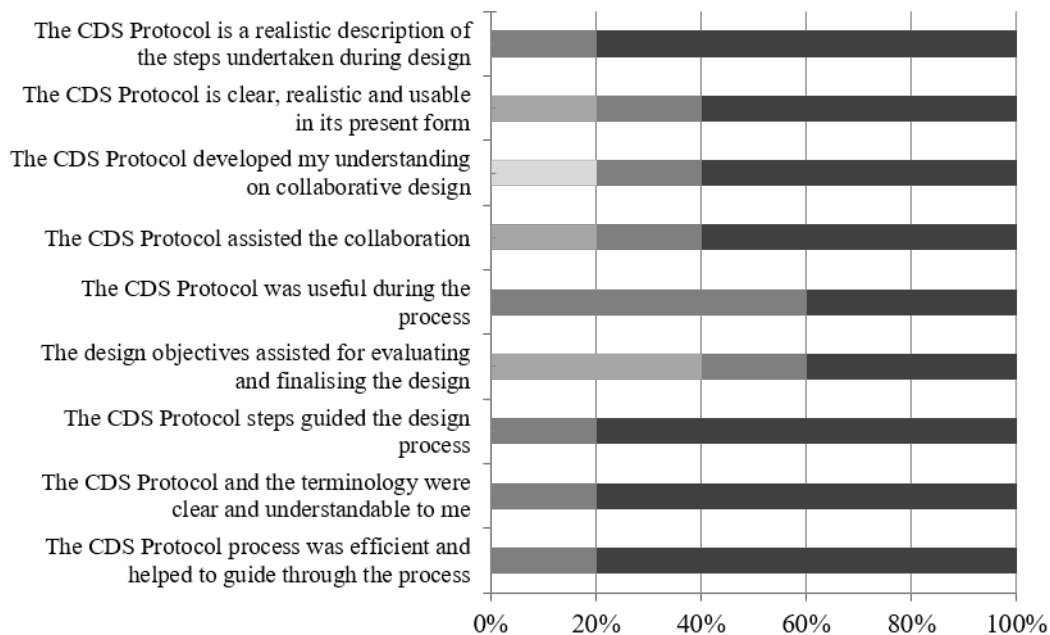 The CDS Protocol is a realistic description of
the steps undertaken during design
The CDS Protocol is clear, realistic and usable
in its present form
The CDS Protocol developed my understanding
on collaborative design
The CDS Protocol assisted the collaboration
The CDS Protocol was useful during the
process
The design objectives assisted for evaluating
and finalising the design
The CDS Protocol steps guided the design
process
The CDS Protocol and the terminology were
clear and understandable to me
The CDS Protocol process was efficient and
helped to guide through the process
0% 20% 40% 60% 80% 100%